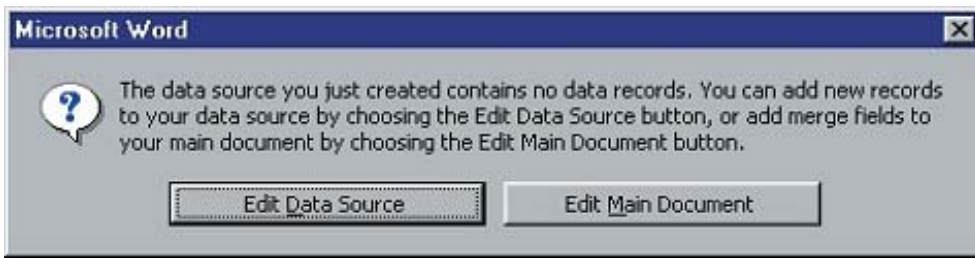 Microsoft Word
The data source you just created contains no data records. You can add new records
to your data source by choosing the Edit Data Source button, or add merge fields to
your main document by choosing the Edit Main Document button.
Edit Data Source
Edit Main Document